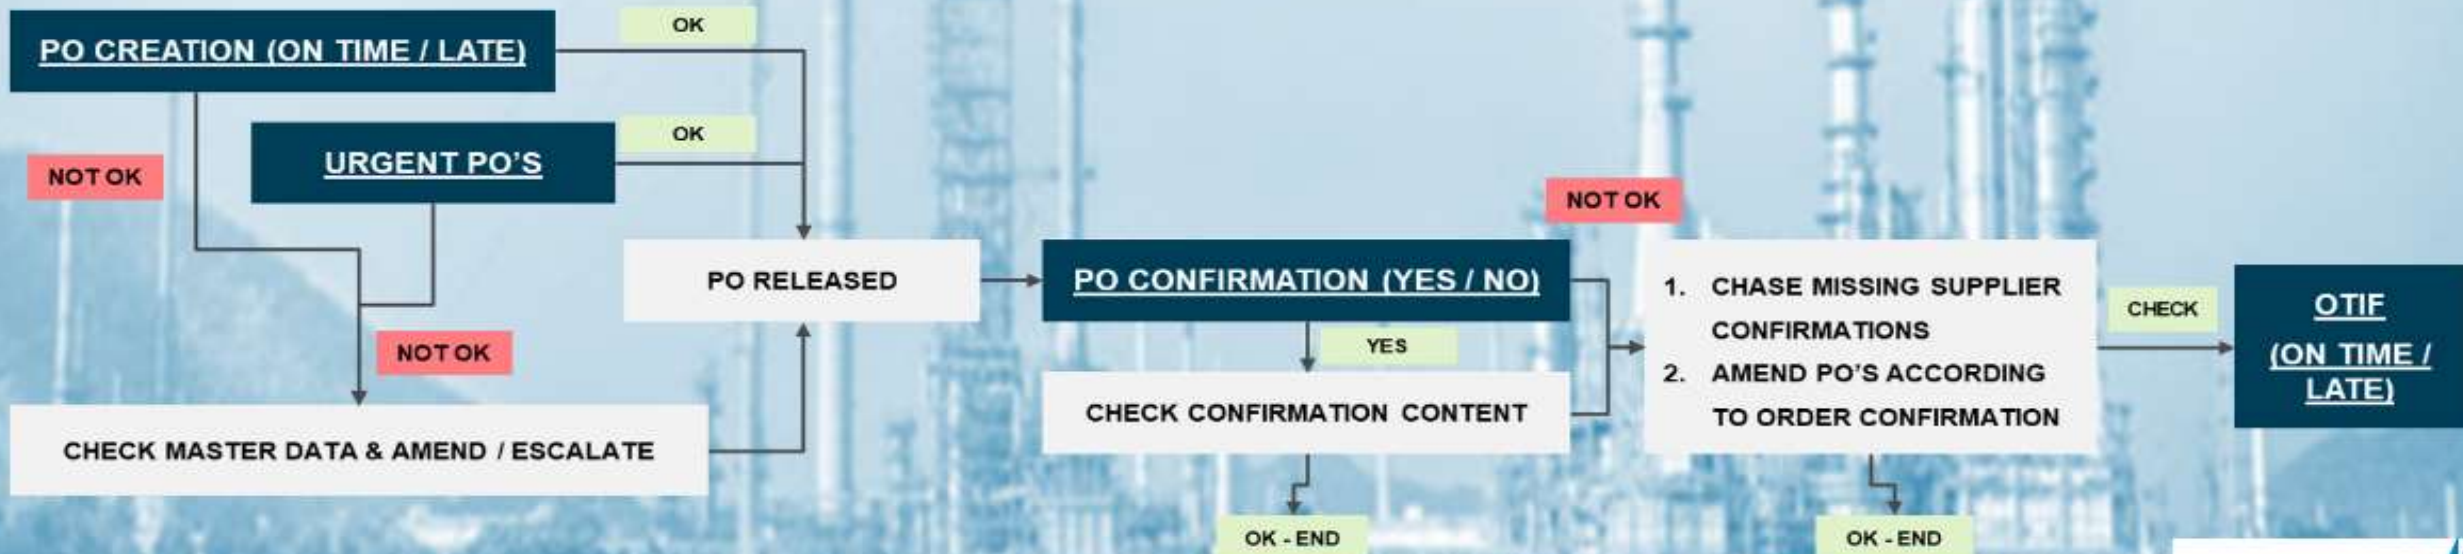 OK
PO CREATION (ON TIME / LATE)
OK
URGENT PO'S
NOT OK
NOT OK
PO RELEASED
PO CONFIRMATION (YES / NO)
1. CHASE MISSING SUPPLIER
CONFIRMATIONS
2. AMEND PO'S ACCORDING
TO ORDER CONFIRMATION
CHECK
OTIF
(ON TIME /
LATE)
NOT OK
YES
CHECK CONFIRMATION CONTENT
CHECK MASTER DATA & AMEND / ESCALATE
OK - END
OK - END